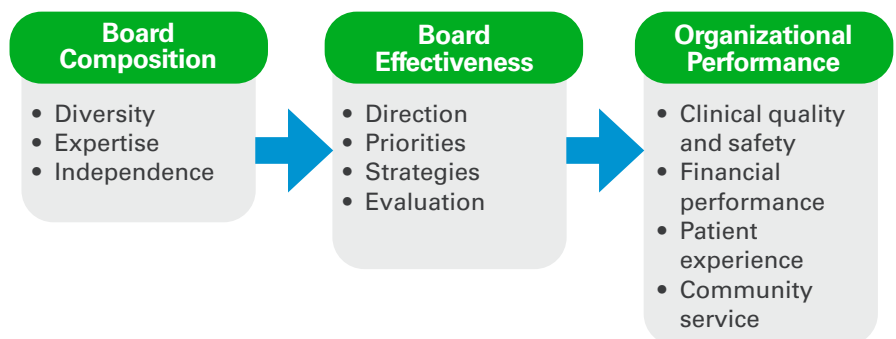 Board
Composition
• Diversity
• Expertise
• Independence
Board
Effectiveness
• Direction
• Priorities
• Strategies
• Evaluation
Organizational
Performance
• Clinical quality
and safety
• Financial
performance
• Patient
experience
• Community
service